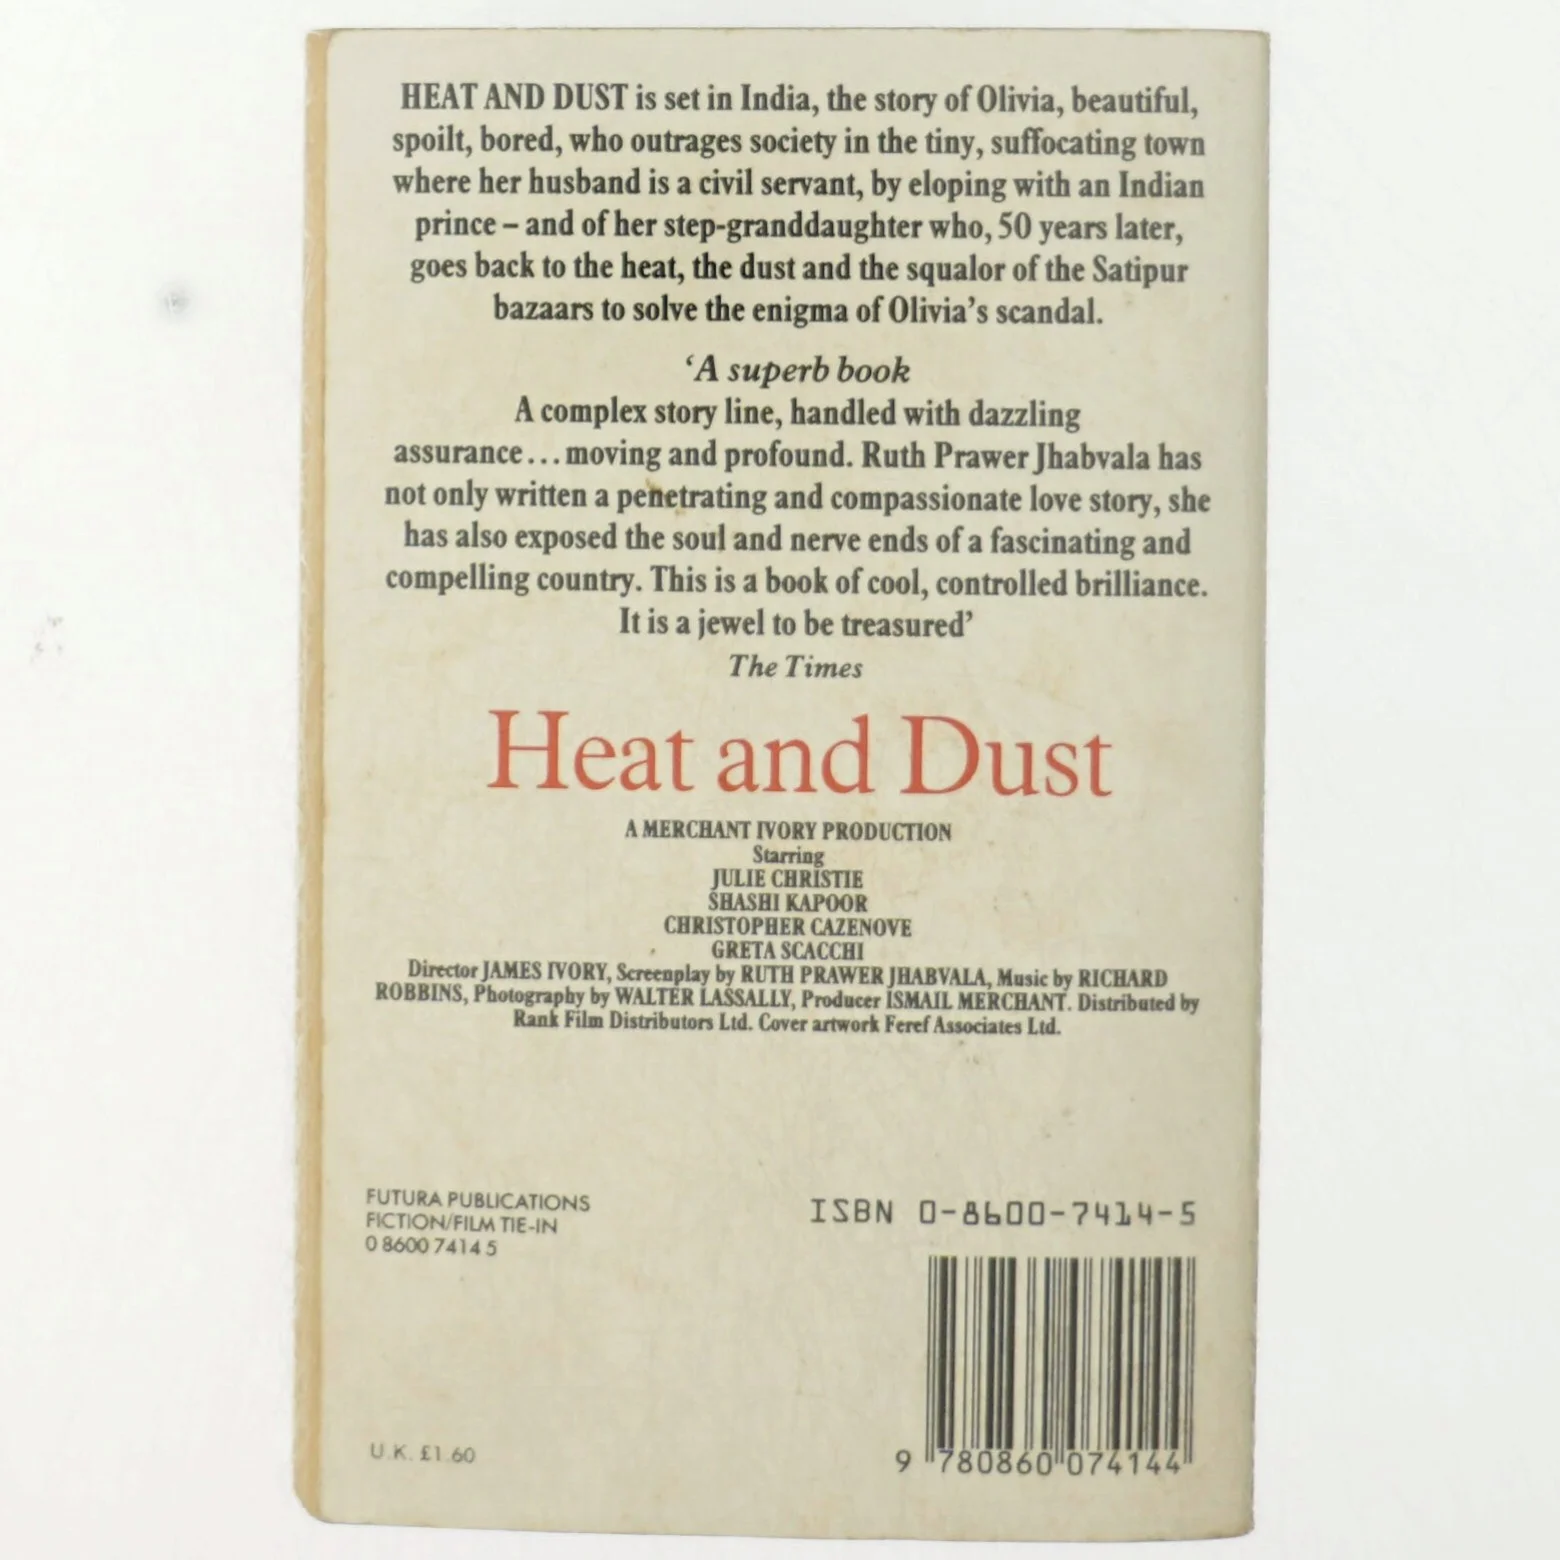 HEAT AND DUST is set in India, the story of Olivia, beautiful,
spoilt, bored, who outrages society in the tiny, suffocating town
where her husband is a civil servant, by eloping with an Indian
prince – and of her step-granddaughter who, 50 years later,
goes back to the heat, the dust and the squalor of the Satipur
bazaars to solve the enigma of Olivia's scandal.
'A superb book
A complex story line, handled with dazzling
assurance... moving and profound. Ruth Prawer Jhabvala has
not only written a penetrating and compassionate love story, she
has also exposed the soul and nerve ends of a fascinating and
compelling country. This is a book of cool, controlled brilliance.
It is a jewel to be treasured'
The Times
Heat and Dust
A MERCHANT IVORY PRODUCTION
Starring
JULIE CHRISTIE
SHASHI KAPOOR
CHRISTOPHER CAZENOVE
GRETA SCACCHI
Director JAMES IVORY, Screenplay by RUTH PRAWER JHABVALA, Music by RICHARD
ROBBINS, Photography by WALTER LASSALLY, Producer ISMAIL MERCHANT. Distributed by
Rank Film Distributors Ltd. Cover artwork Feref Associates Ltd.
FUTURA PUBLICATIONS
FICTION/FILM TIE-IN
0 8600 7414 5
ISBN 0-8600-7414-5
U.K. £1.60
9 780860 074144